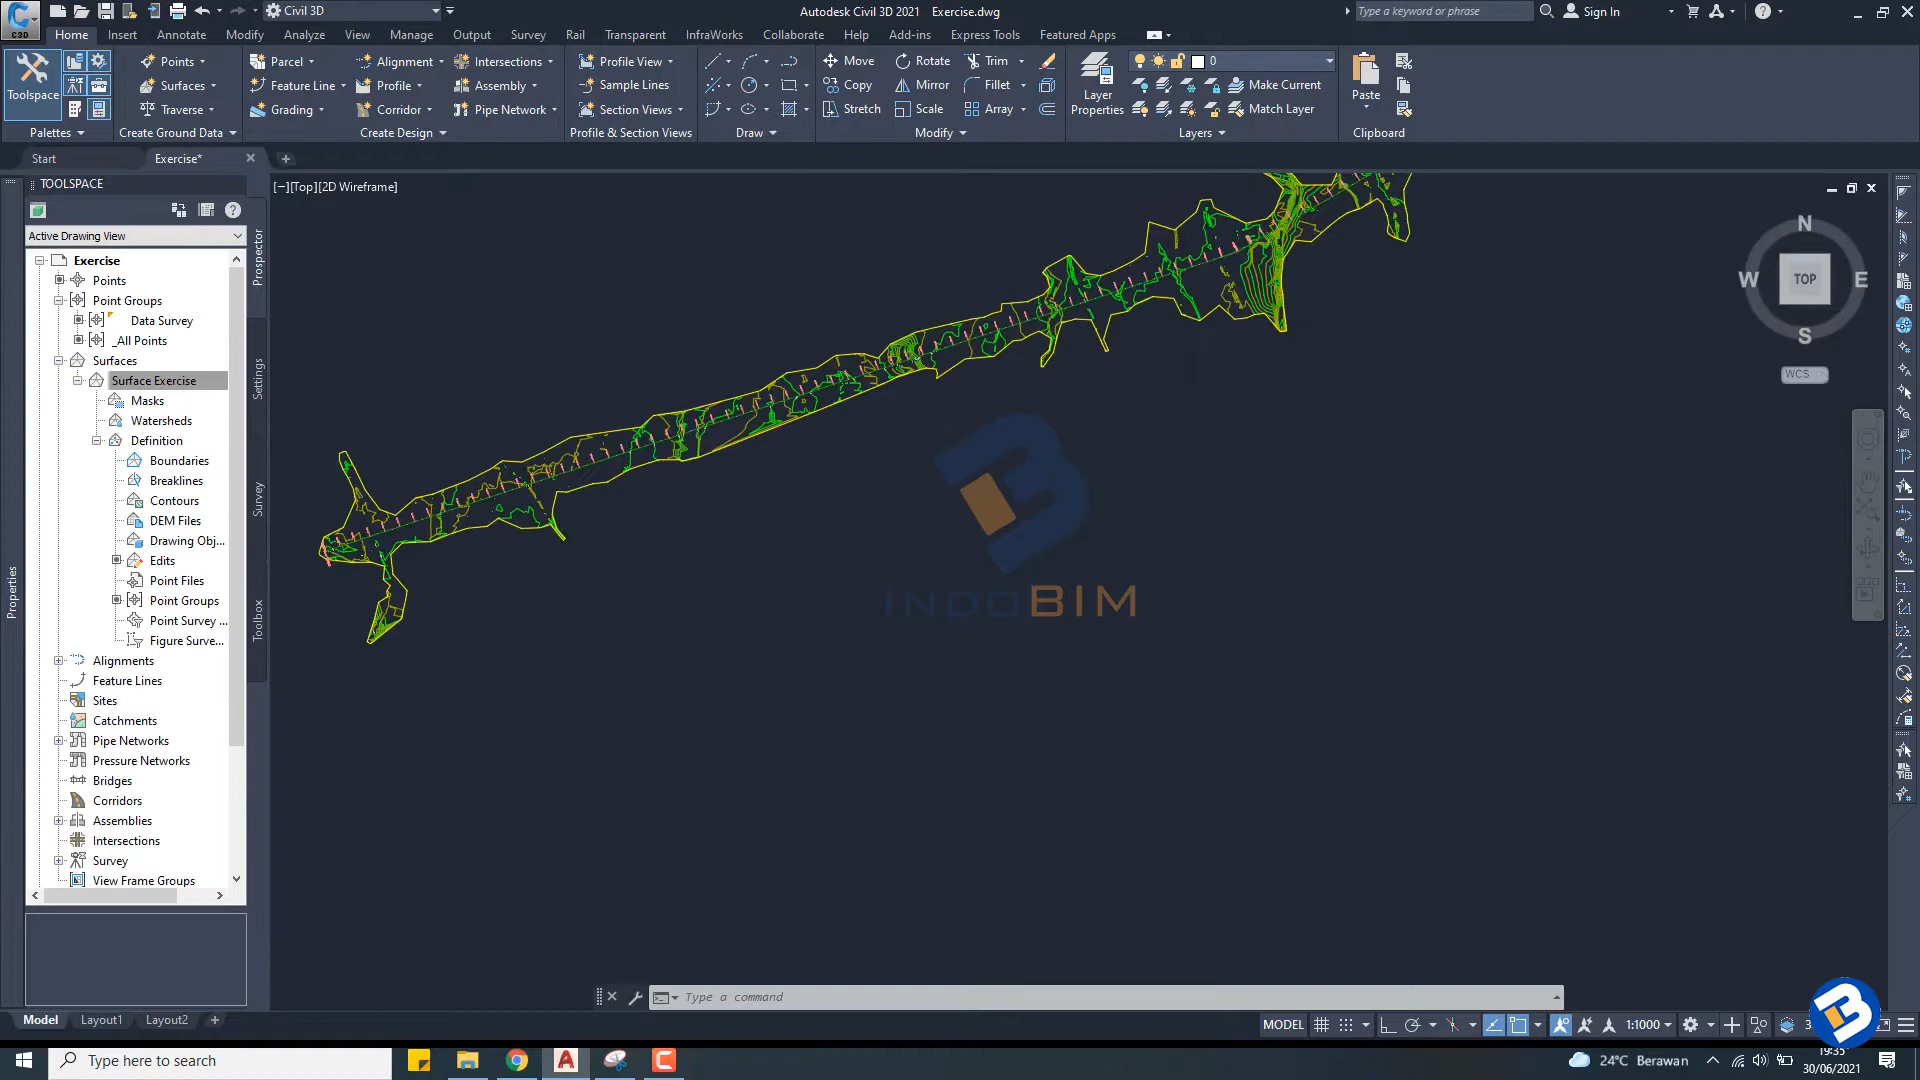 Civil 3D
Autodesk Civil 3D 2021 Exercise.dwg
Type a keyword or phrase
Sign In
C3D
Home Insert Annotate Modify Analyze View Manage Output Survey Rail Transparent InfraWorks Collaborate Help Add-ins Express Tools Featured Apps
Toolspace
Points
Surfaces
Traverse
Parcel
Feature Line
Grading
Alignment
Profile
Corridor
Intersections
Assembly
Pipe Network
Profile View
Sample Lines
Section Views
Move
Copy
Stretch
Rotate
Mirror
Scale
Trim
Fillet
Array
Layer
Properties
0
Make Current
Match Layer
Paste
Palettes
Create Ground Data
Create Design
Profile & Section Views
Draw
Modify
Layers
Clipboard
Start
Exercise*
TOOLSPACE
Active Drawing View
Exercise
Points
Point Groups
Data Survey
_All Points
Surfaces
Surface Exercise
Masks
Watersheds
Definition
Boundaries
Breaklines
Contours
DEM Files
Drawing Obj...
Edits
Point Files
Point Groups
Point Survey ...
Figure Surve...
Alignments
Feature Lines
Sites
Catchments
Pipe Networks
Pressure Networks
Bridges
Corridors
Assemblies
Intersections
Survey
View Frame Groups
Prospector
Settings
Survey
Toolbox
Properties
[−][Top][2D Wireframe]
N
W
TOP
E
S
WCS
IndoBIM
Type a command
Model Layout1 Layout2
MODEL
1:1000
Type here to search
24°C Berawan
19:35
30/06/2021